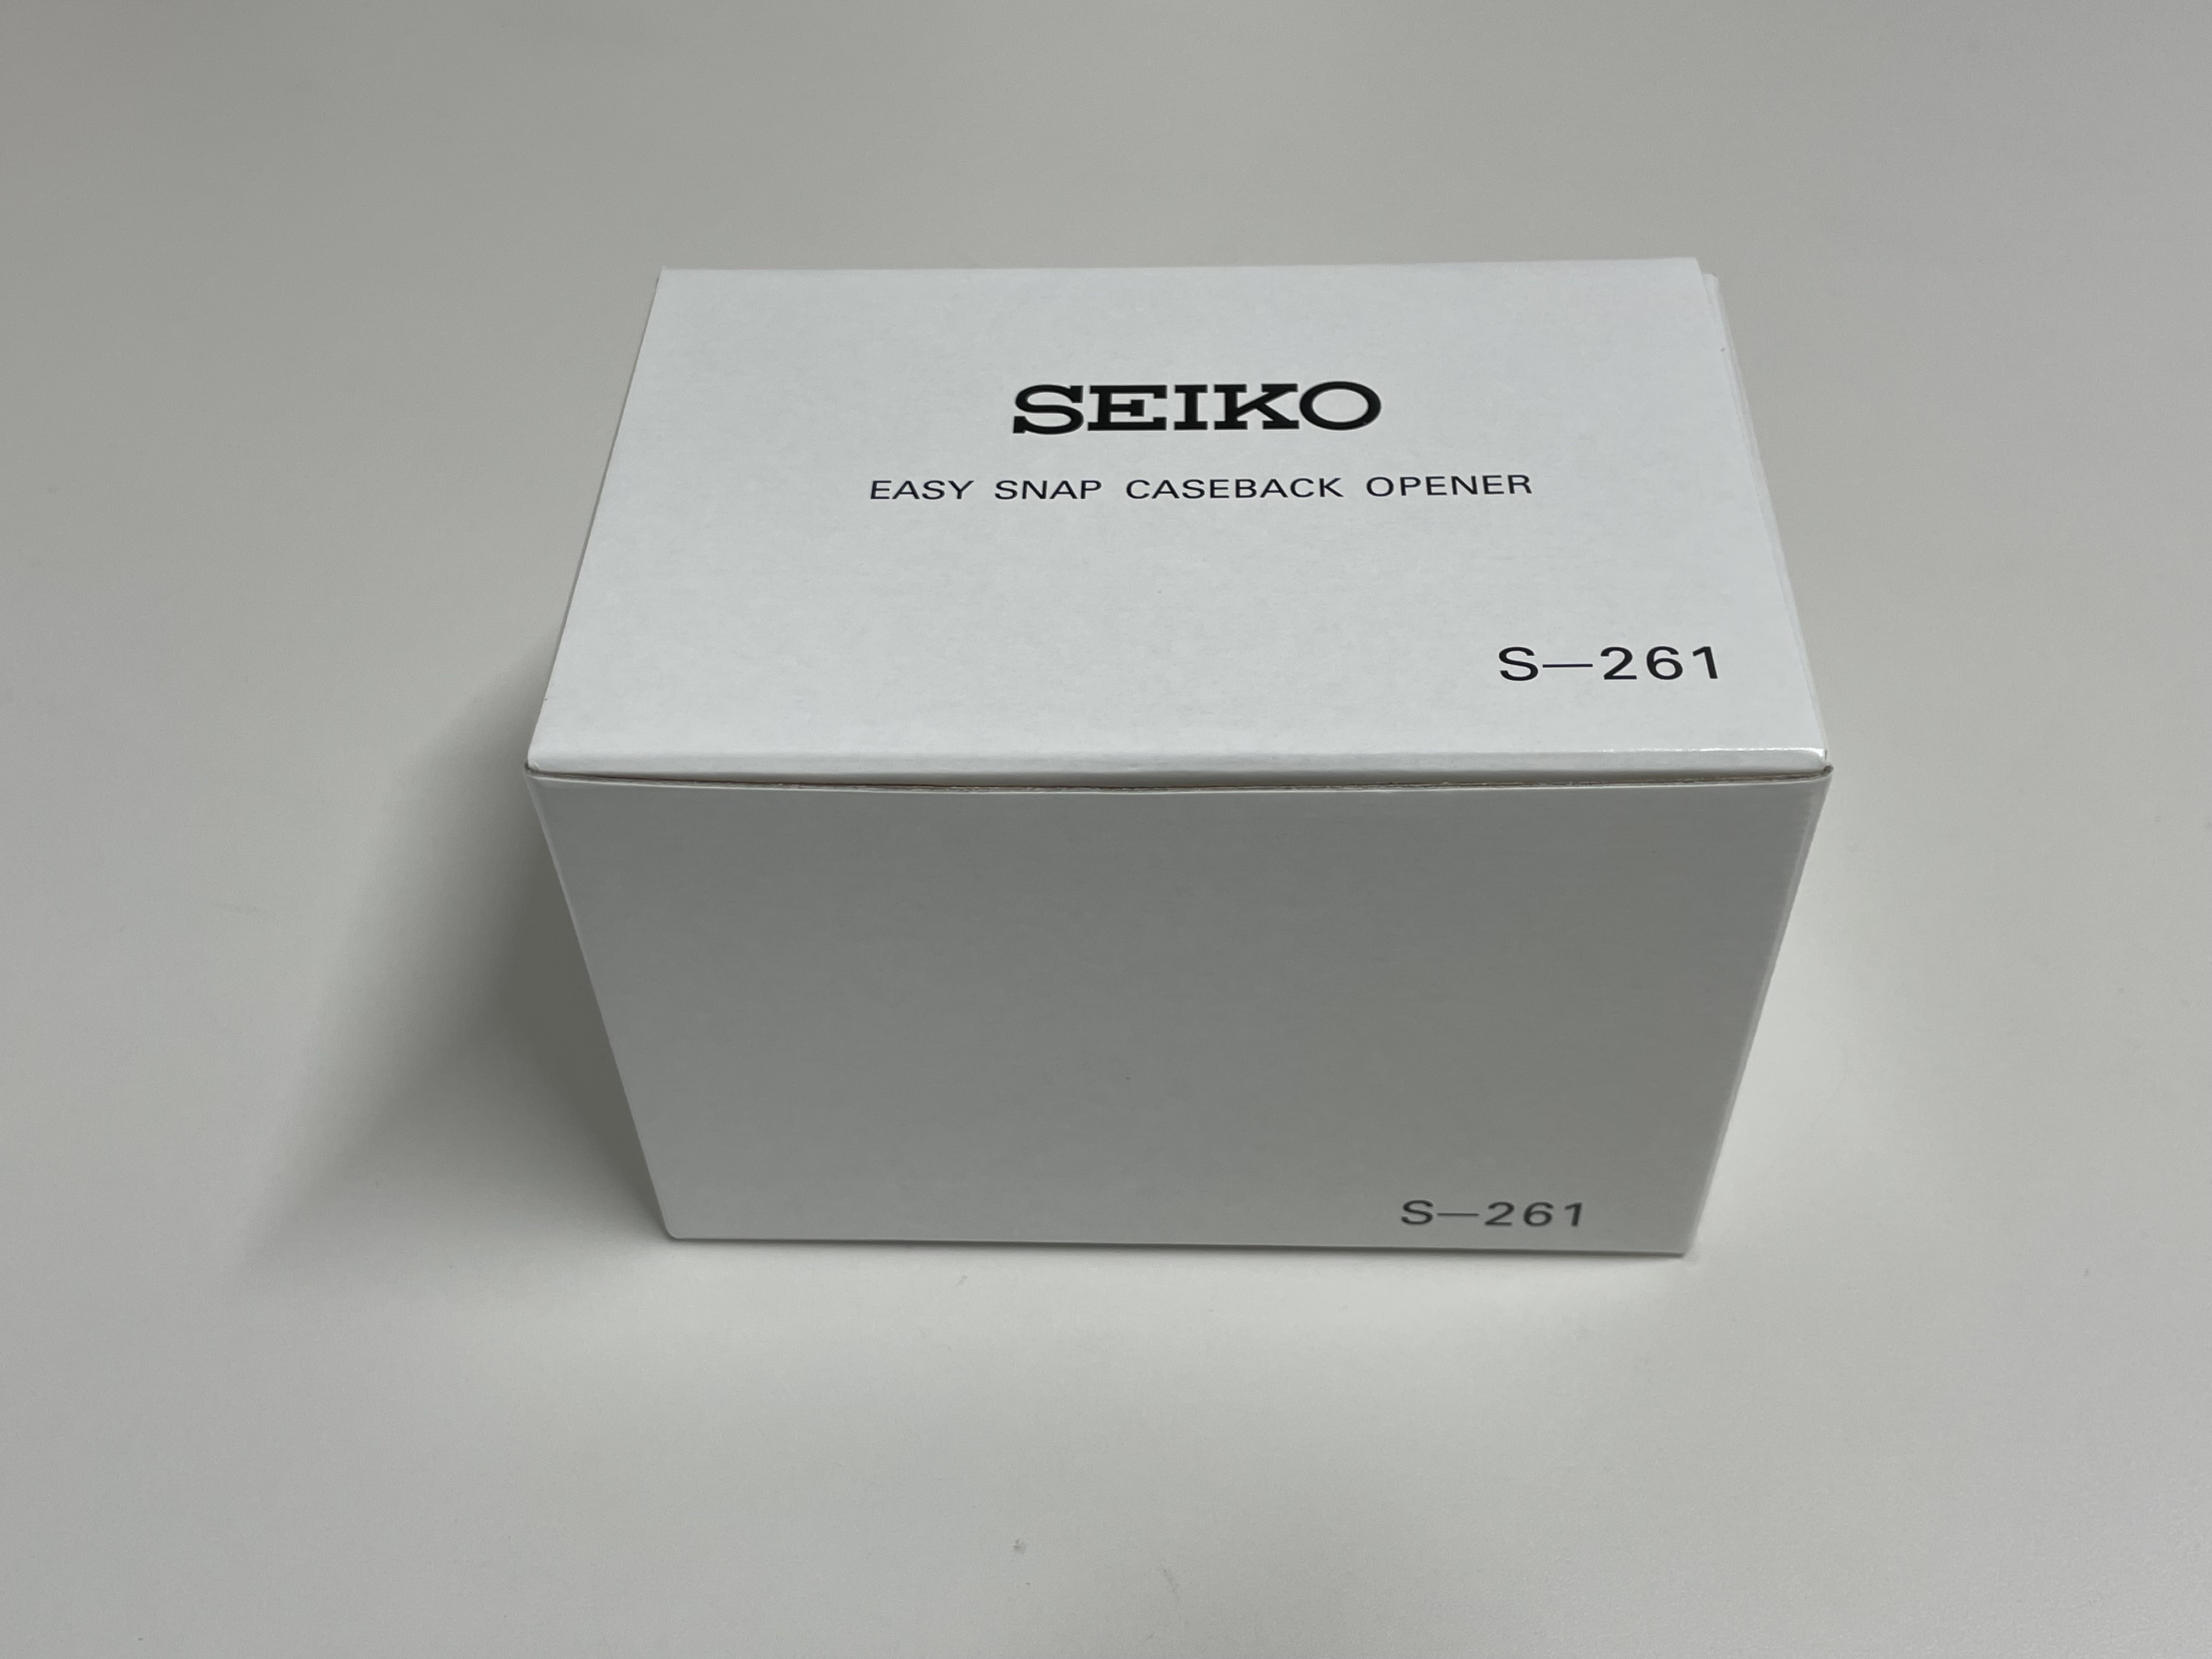 SEIKO
EASY SNAP CASEBACK OPENER
S—261
S—261